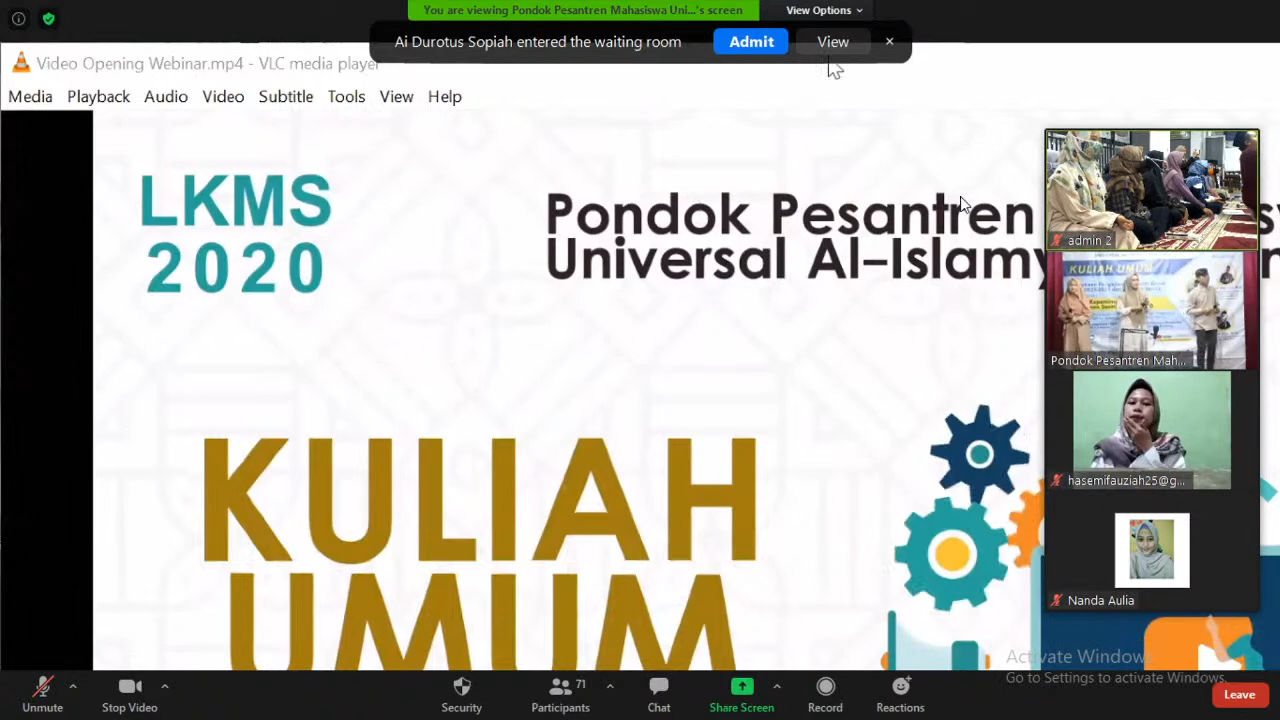 You are viewing Pondok Pesantren Mahasiswa Uni...'s screen
View Options
Ai Durotus Sopiah entered the waiting room
Admit
View
Video Opening Webinar.mp4 - VLC media player
Media Playback Audio Video Subtitle Tools View Help
LKMS
2020
Pondok Pesantren
Universal Al-Islamy
KULIAH
UMUM
admin 2
KULIAH UMUM
Pondok Pesantren Mah...
hasemifauziah25@g...
Nanda Aulia
Activate Windows
Go to Settings to activate Windows.
Unmute
Stop Video
Security
71
Participants
Chat
Share Screen
Record
Reactions
Leave